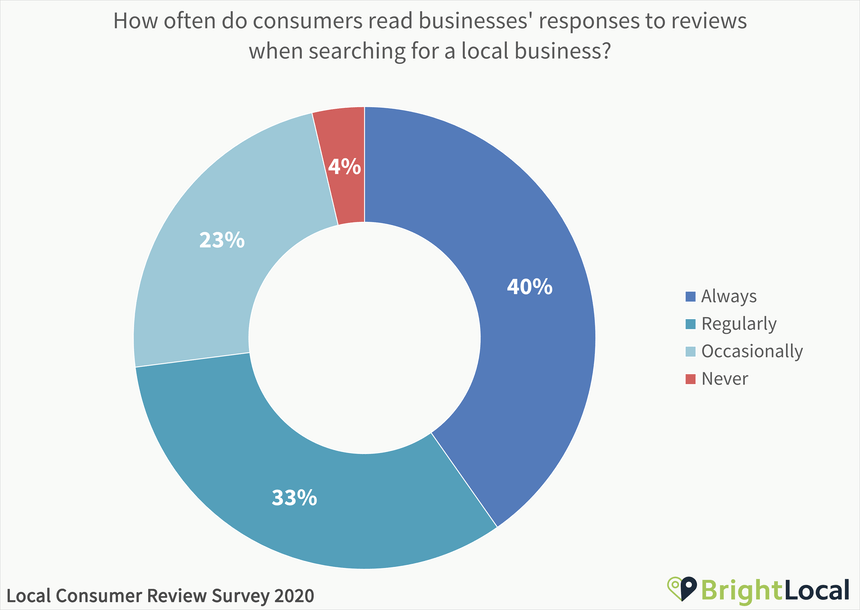 How often do consumers read businesses' responses to reviews
when searching for a local business?
4%
23%
40%
Always
Regularly
Occasionally
Never
33%
Local Consumer Review Survey 2020
BrightLocal